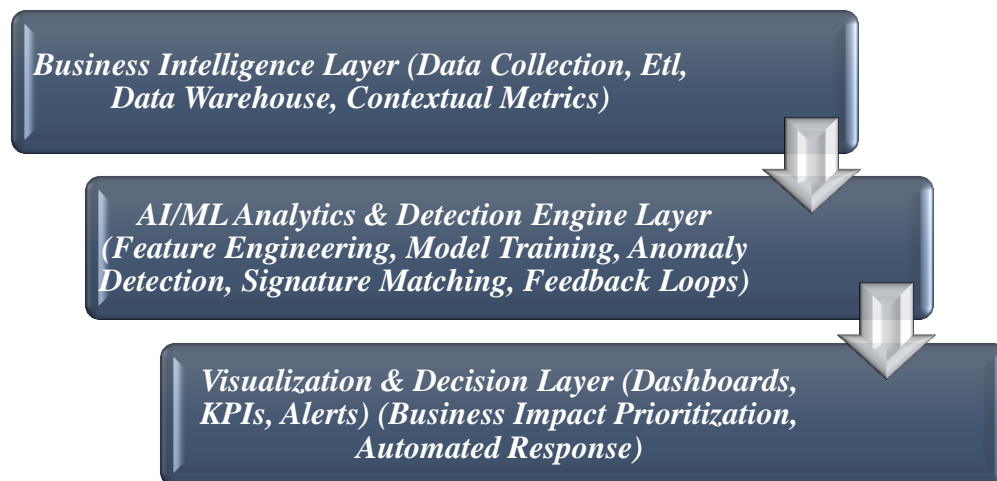 Business Intelligence Layer (Data Collection, Etl,
Data Warehouse, Contextual Metrics)
AI/ML Analytics & Detection Engine Layer
(Feature Engineering, Model Training, Anomaly
Detection, Signature Matching, Feedback Loops)
Visualization & Decision Layer (Dashboards,
KPIs, Alerts) (Business Impact Prioritization,
Automated Response)